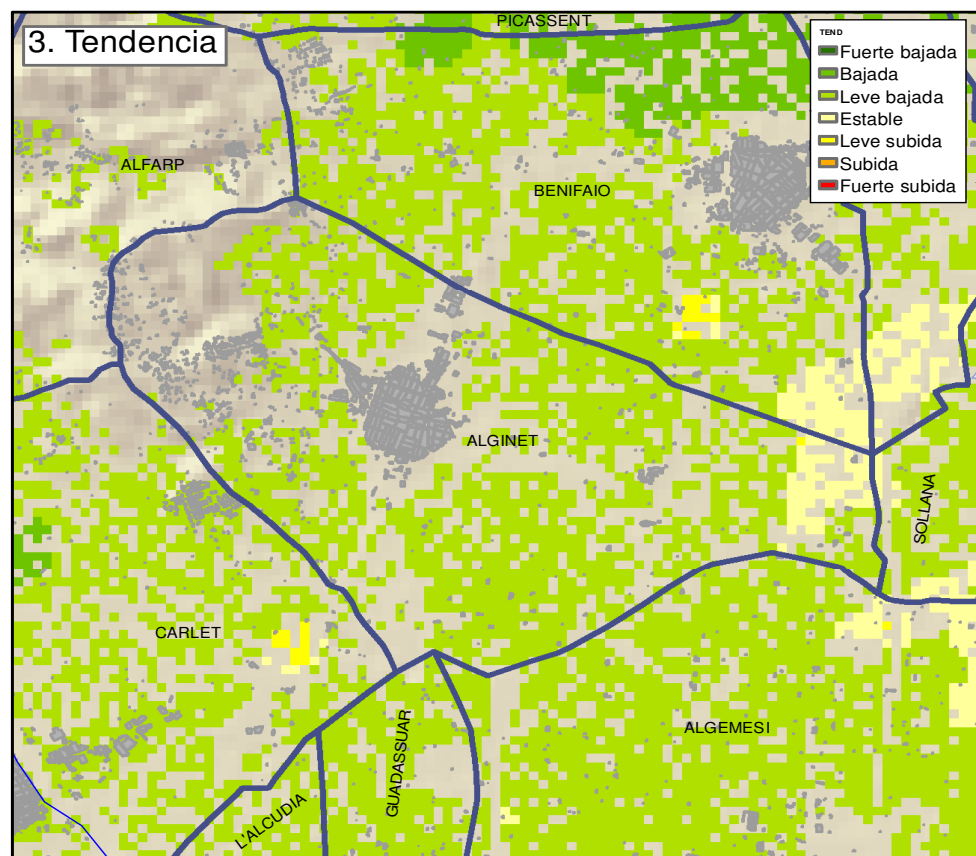 3. Tendencia
PICASSENT
TEND
Fuerte bajada
Bajada
Leve bajada
Estable
Leve subida
Subida
Fuerte subida
ALFARP
BENIFAIO
ALGINET
SOLLANA
CARLET
ALGEMESI
GUADASSUAR
L'ALCUDIA